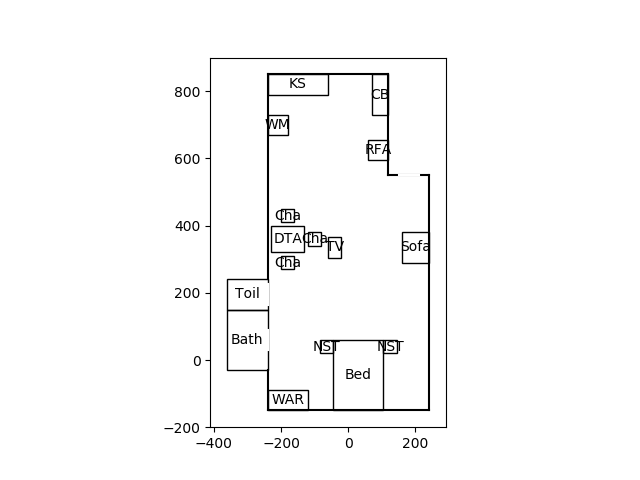 KS
CB
800
WM
RFA
600
Cha
400
DTA
Cha
TV
Sofa
Cha
Toil
200
Bath
NST
NST
0
Bed
WAR
−200
−400
−200
0
200